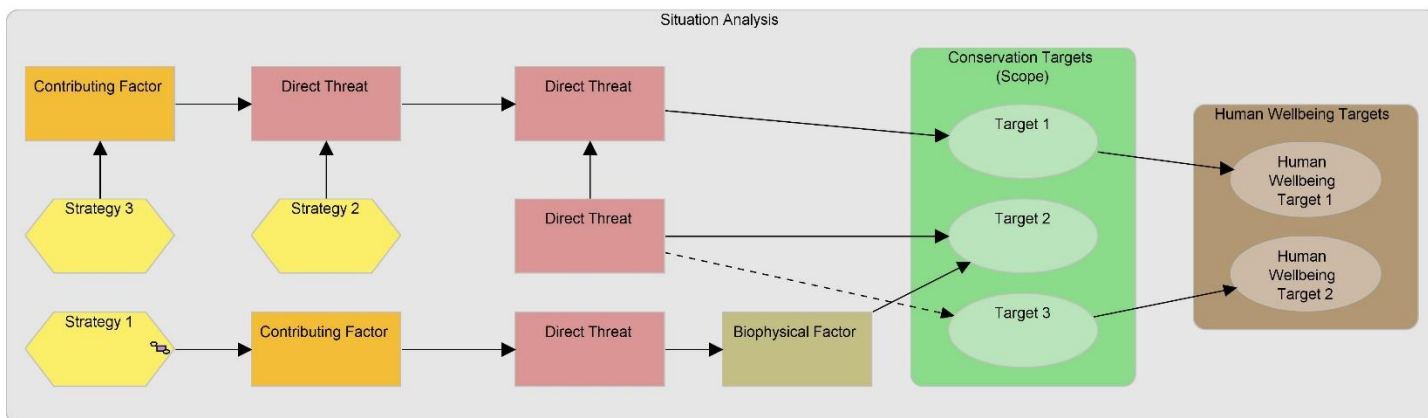 Situation Analysis
Contributing Factor
Direct Threat
Direct Threat
Conservation Targets
(Scope)
Target 1
Human Wellbeing Targets
Human
Wellbeing
Target 1
Strategy 3
Strategy 2
Direct Threat
Target 2
Human
Wellbeing
Target 2
Strategy 1
Contributing Factor
Direct Threat
Biophysical Factor
Target 3